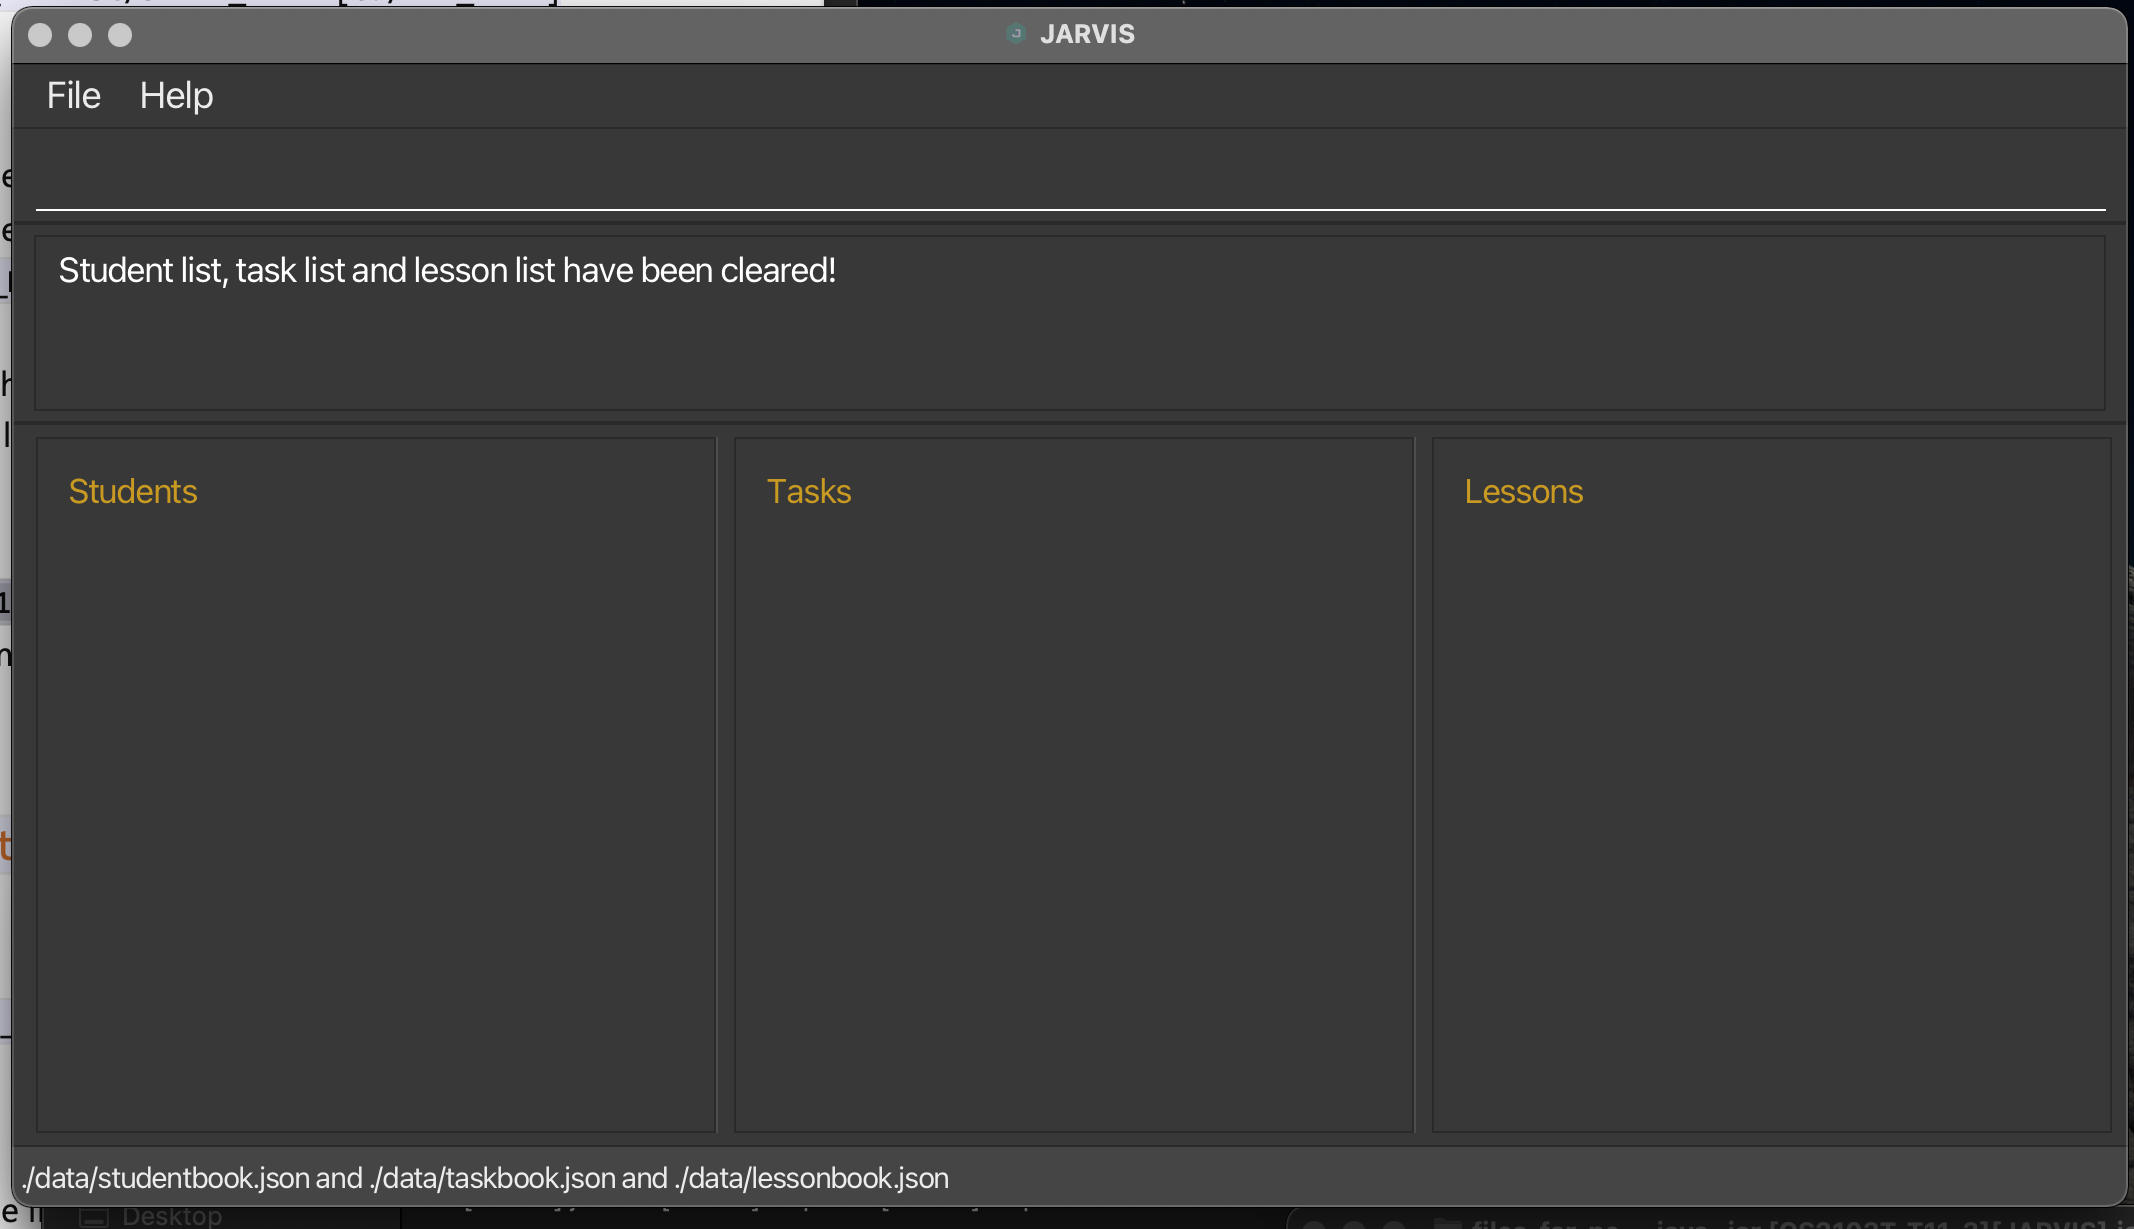 JARVIS
File Help
Student list, task list and lesson list have been cleared!
Students Tasks Lessons
./data/studentbook.json and ./data/taskbook.json and ./data/lessonbook.json
Desktop